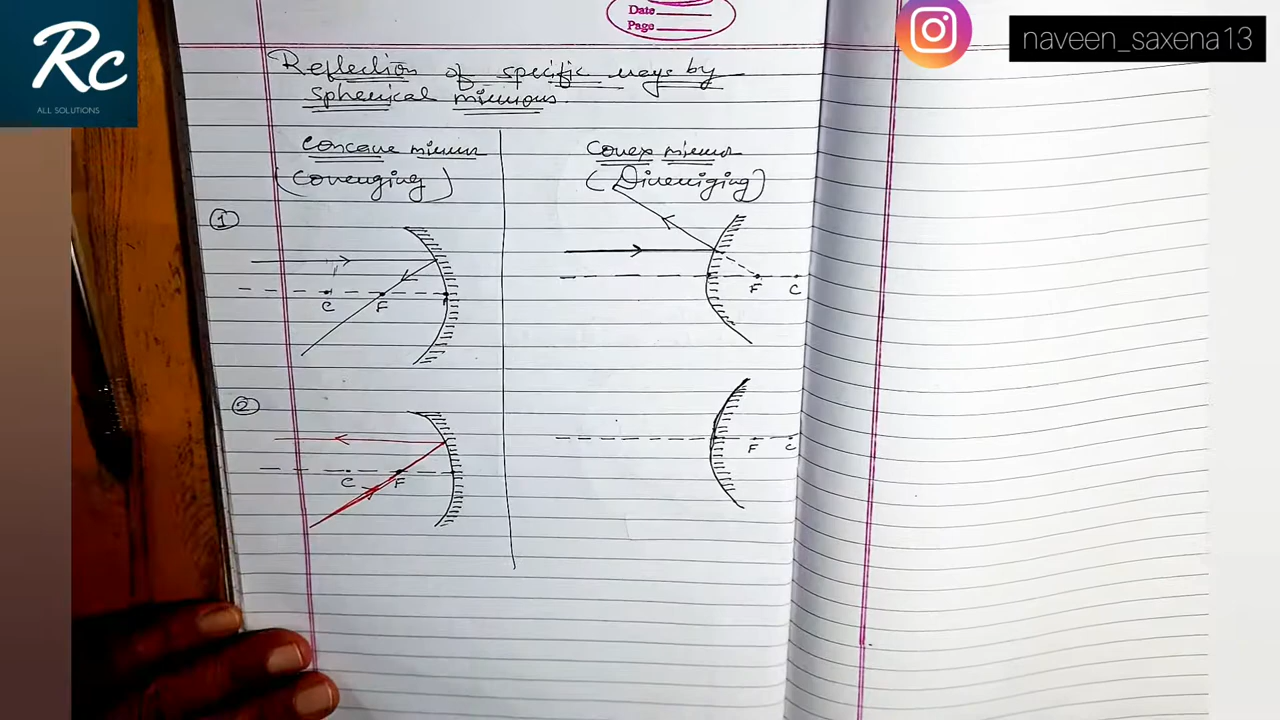 Rc
ALL SOLUTIONS
Date
Page
naveen_saxena13
Reflection of specific rays by
spherical mirrors.
Concave mirror
(Converging)
Convex mirror
(Diverging)
1
C
F
F
C
2
C
F
F
C